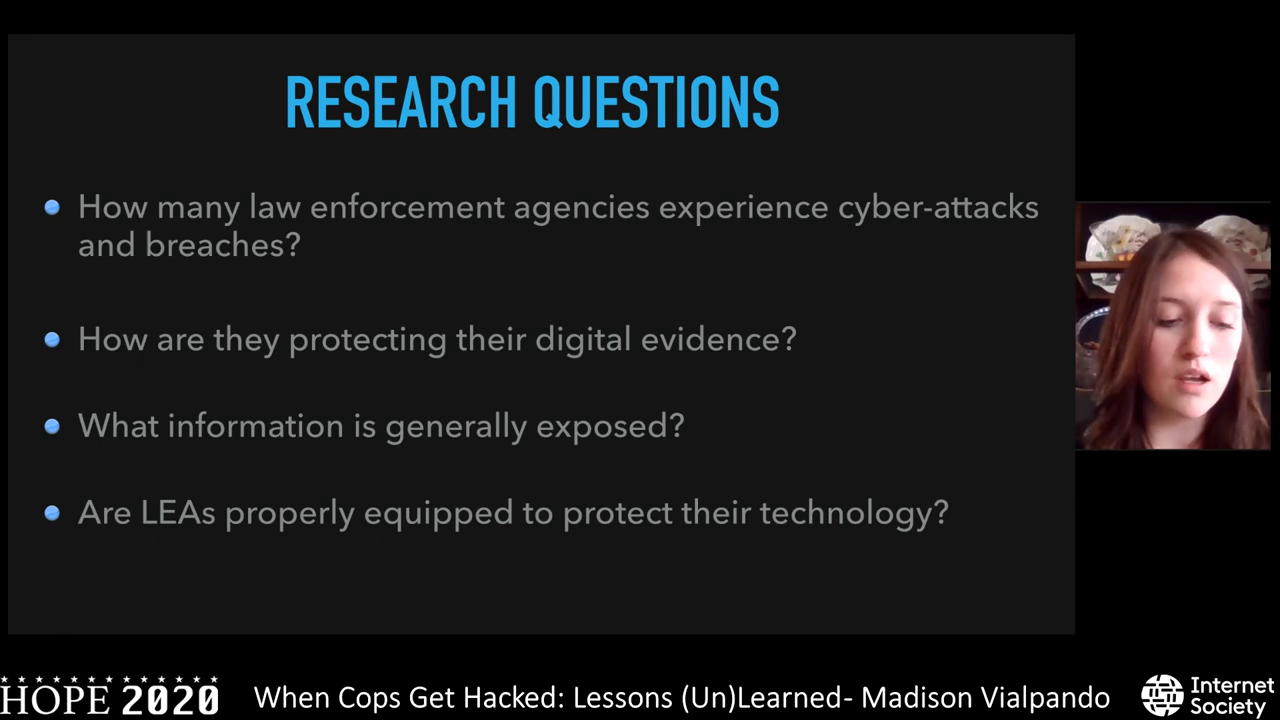 RESEARCH QUESTIONS
How many law enforcement agencies experience cyber-attacks
and breaches?
How are they protecting their digital evidence?
What information is generally exposed?
Are LEAs properly equipped to protect their technology?
HOPE 2020
When Cops Get Hacked: Lessons (Un)Learned- Madison Vialpando
Internet
Society